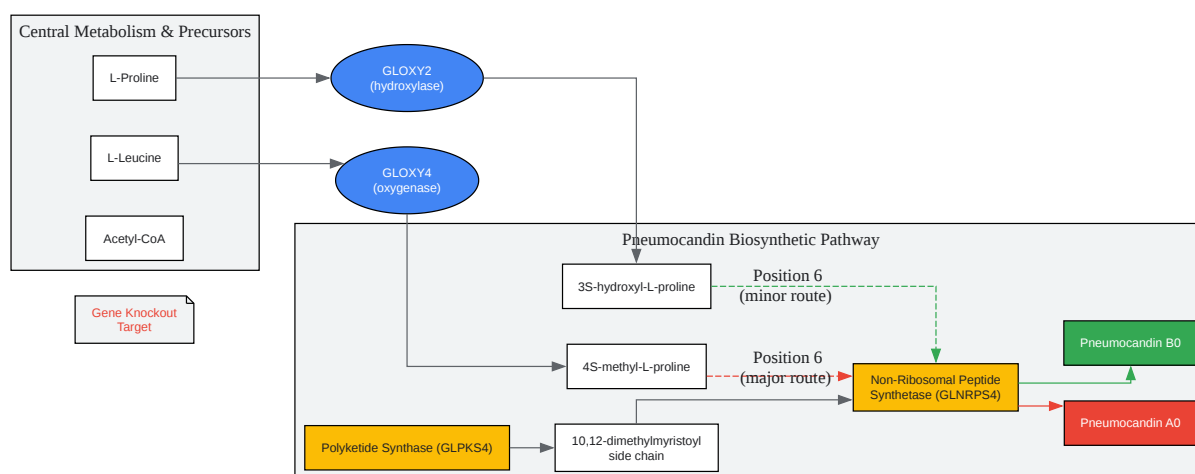 Central Metabolism & Precursors
L-Proline
L-Leucine
Acetyl-CoA
Gene Knockout
Target
GLOXY2
(hydroxylase)
GLOXY4
(oxygenase)
Pneumocandin Biosynthetic Pathway
3S-hydroxyl-L-proline
Position 6
(minor route)
4S-methyl-L-proline
Position 6
(major route)
Polyketide Synthase (GLPKS4)
10,12-dimethylmyristoyl
side chain
Non-Ribosomal Peptide
Synthetase (GLNRPS4)
Pneumocandin B0
Pneumocandin A0